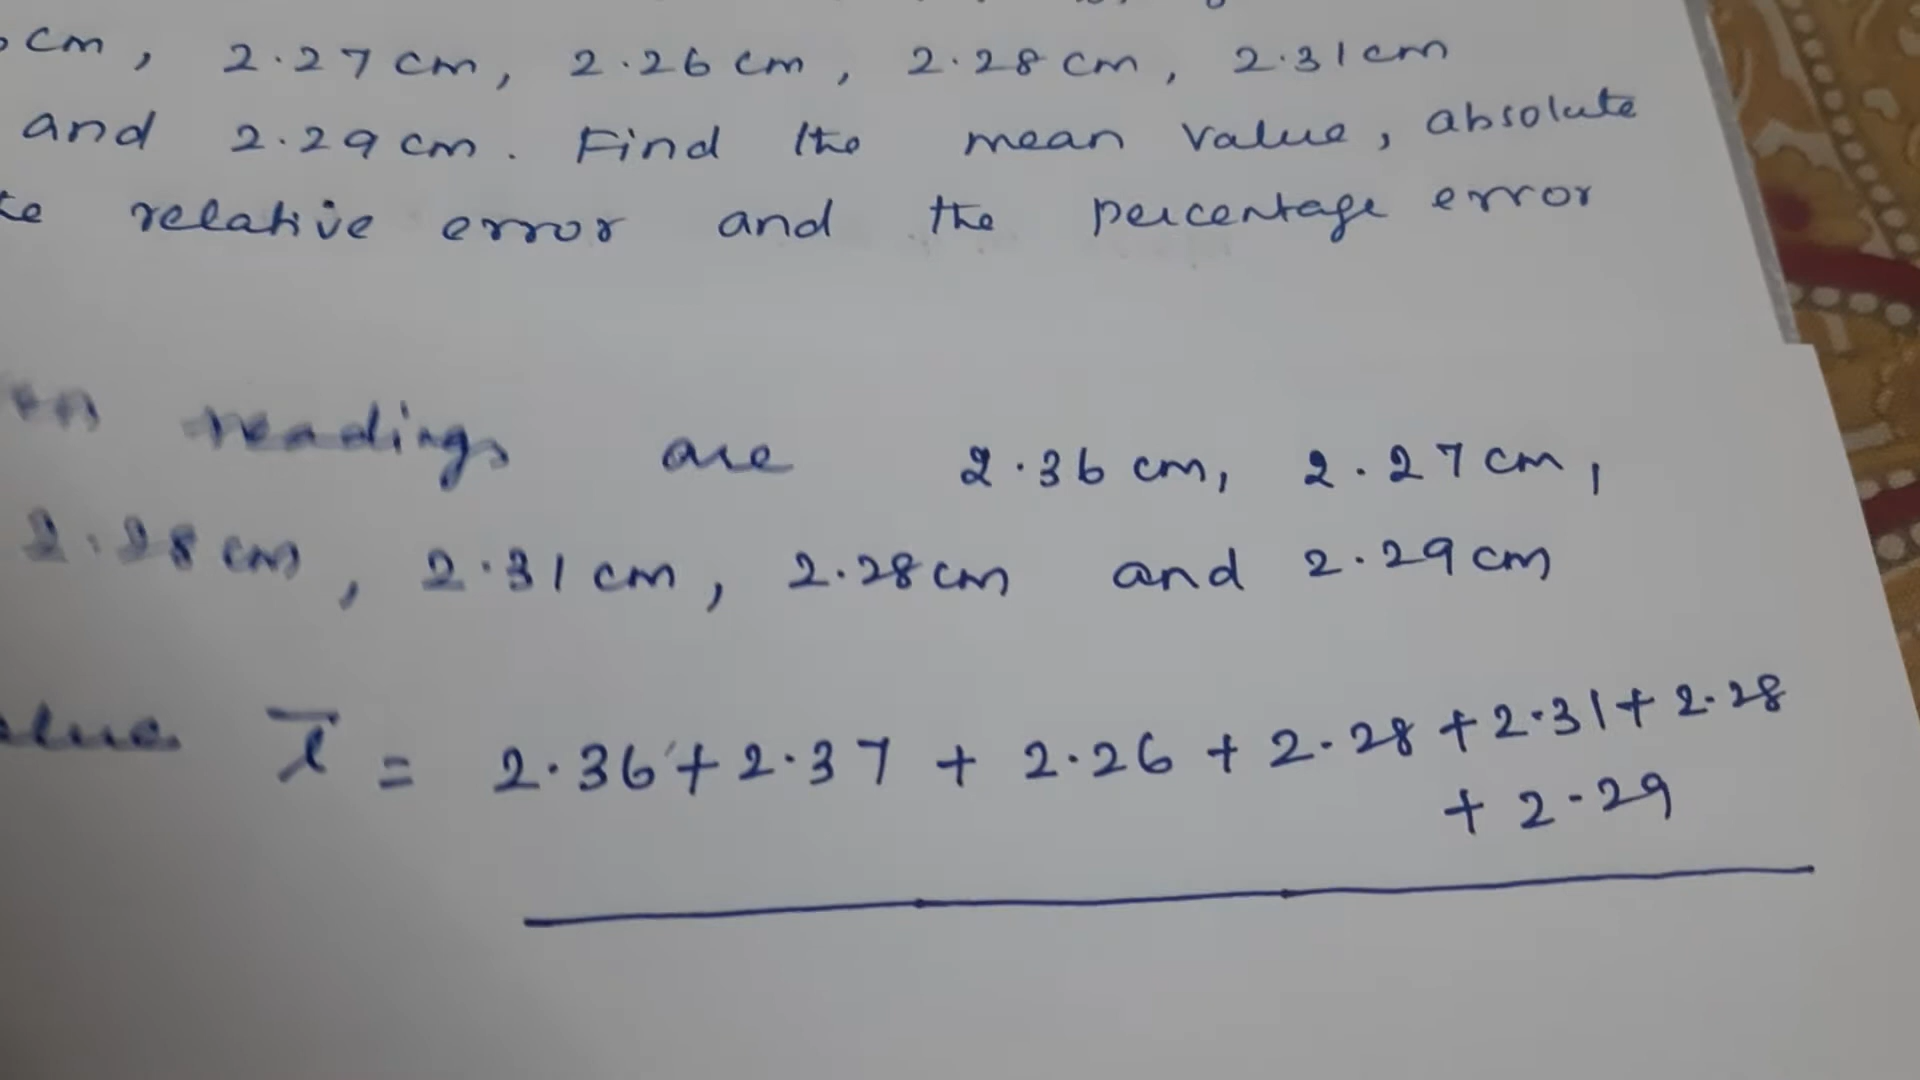 cm, 2.27 cm, 2.26 cm, 2.28 cm, 2.31 cm
and 2.29 cm. Find the mean value, absolute
relative error and the percentage error
readings are 2.36 cm, 2.27 cm,
2.28 cm, 2.31 cm, 2.28 cm and 2.29 cm
= 2.36 + 2.37 + 2.26 + 2.28 + 2.31 + 2.28
+ 2.29